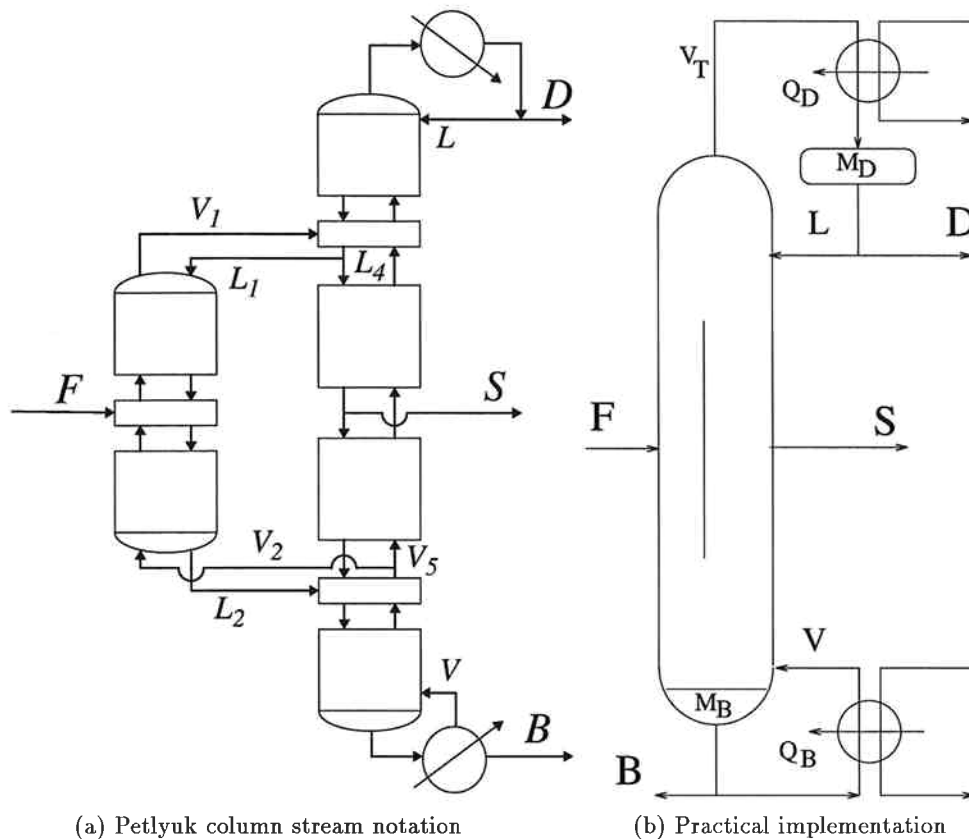 D
L
V1
L1
L4
F
S
V2
V5
L2
V
B
(a) Petlyuk column stream notation
VT
QD
MD
L
D
F
S
V
MB
QB
B
(b) Practical implementation